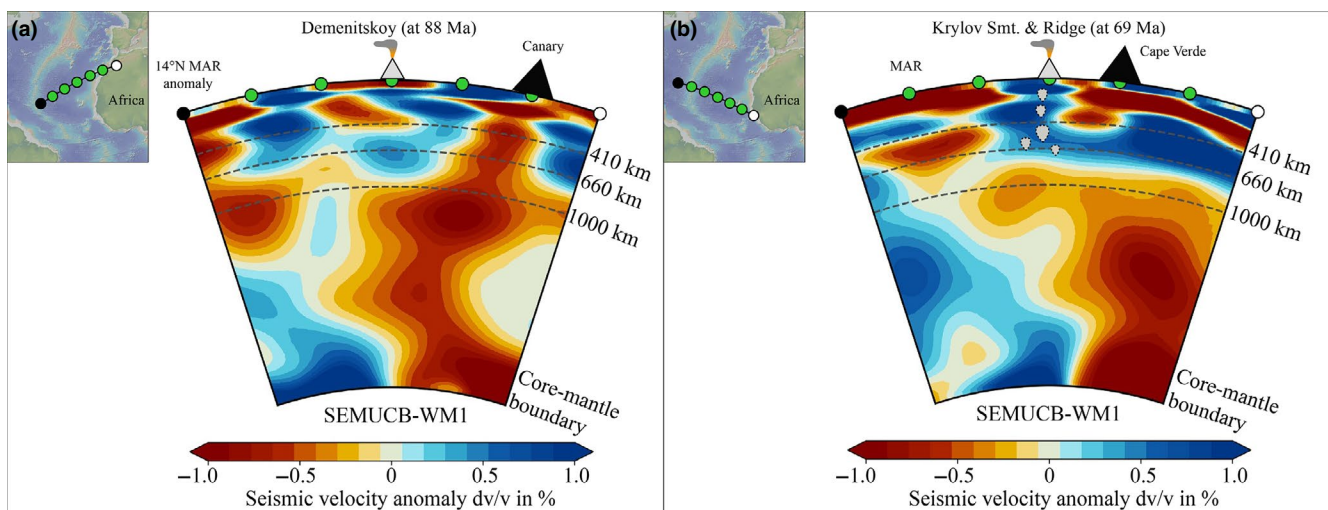 (a)
Demenitskoy (at 88 Ma)
Canary
14°N MAR
anomaly
Africa
410 km
660 km
1000 km
Core-mantle
boundary
SEMUCB-WM1
−1.0
−0.5
0
0.5
1.0
Seismic velocity anomaly dv/v in %
(b)
Krylov Smt. & Ridge (at 69 Ma)
Cape Verde
MAR
Africa
410 km
660 km
1000 km
Core-mantle
boundary
SEMUCB-WM1
−1.0
−0.5
0
0.5
1.0
Seismic velocity anomaly dv/v in %